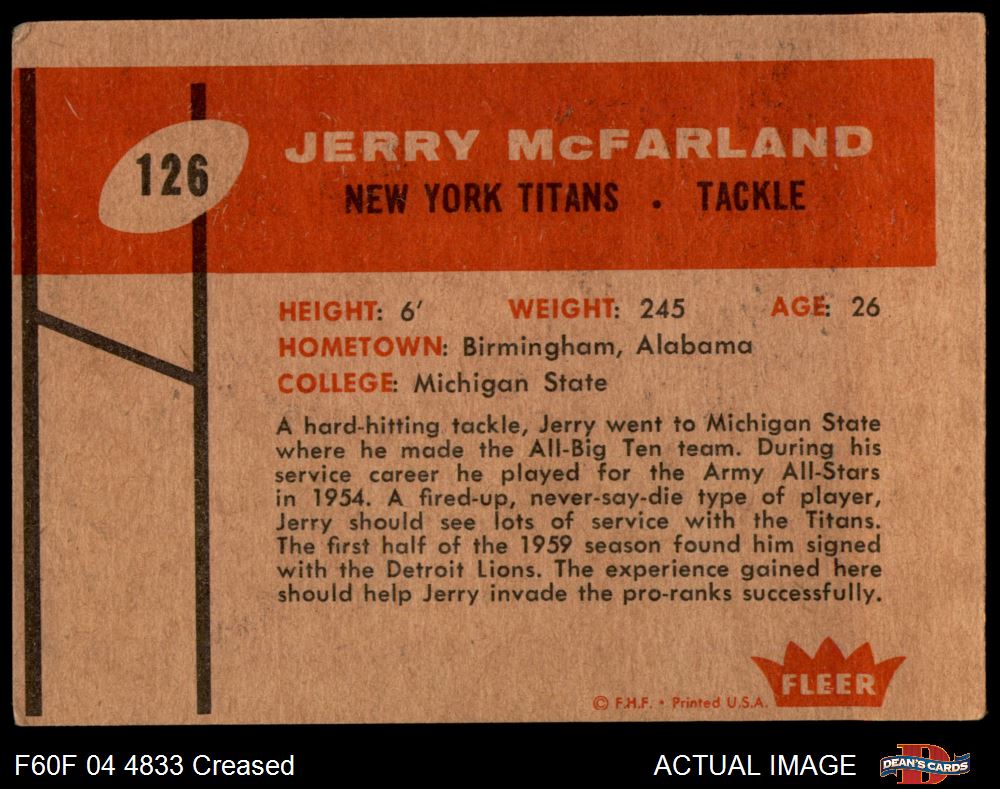 126
JERRY McFARLAND
NEW YORK TITANS . TACKLE
HEIGHT: 6′ WEIGHT: 245 AGE: 26
HOMETOWN: Birmingham, Alabama
COLLEGE: Michigan State
A hard-hitting tackle, Jerry went to Michigan State
where he made the All-Big Ten team. During his
service career he played for the Army All-Stars
in 1954. A fired-up, never-say-die type of player,
Jerry should see lots of service with the Titans.
The first half of the 1959 season found him signed
with the Detroit Lions. The experience gained here
should help Jerry invade the pro-ranks successfully.
FLEER
© F.H.F. • Printed U.S.A.
F60F 04 4833 Creased
ACTUAL IMAGE
D DEAN'S CARDS